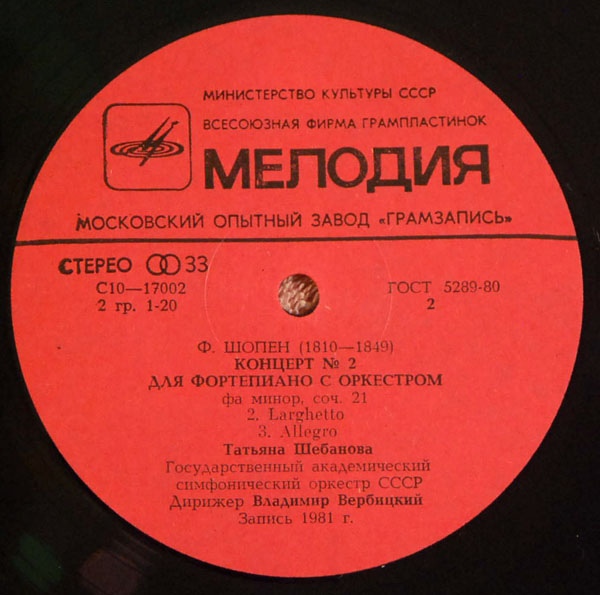 МИНИСТЕРСТВО КУЛЬТУРЫ СССР
ВСЕСОЮЗНАЯ ФИРМА ГРАМПЛАСТИНОК
МЕЛОДИЯ
МОСКОВСКИЙ ОПЫТНЫЙ ЗАВОД «ГРАМЗАПИСЬ»
СТЕРЕО 33
С10—17002
2 гр. 1-20
ГОСТ 5289-80
2
Ф. ШОПЕН (1810—1849)
КОНЦЕРТ № 2
ДЛЯ ФОРТЕПИАНО С ОРКЕСТРОМ
фа минор, соч. 21
2. Larghetto
3. Allegro
Татьяна Шебанова
Государственный академический
симфонический оркестр СССР
Дирижер Владимир Вербицкий
Запись 1981 г.